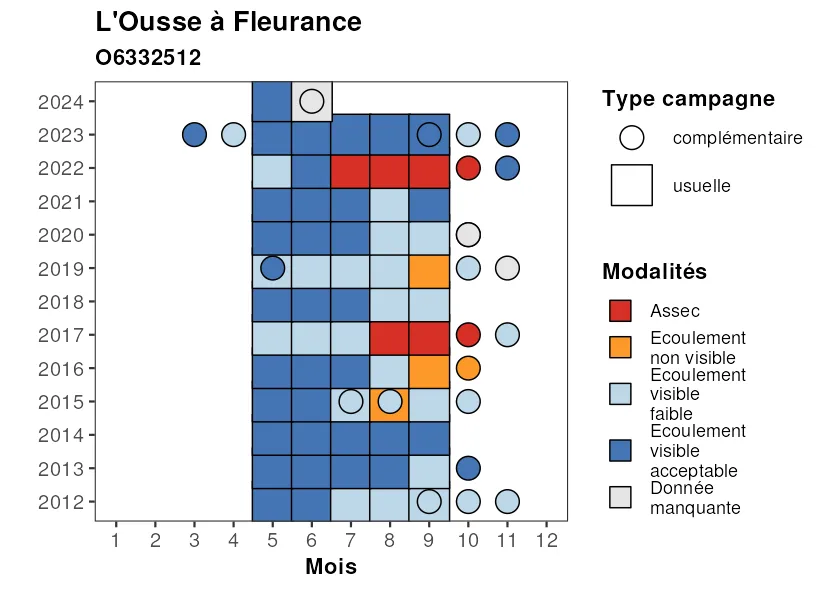 L'Ousse à Fleurance
O6332512
2024
2023
2022
2021
2020
2019
2018
2017
2016
2015
2014
2013
2012
1 2 3 4 5 6 7 8 9 10 11 12
Mois
Type campagne
complémentaire
usuelle
Modalités
Assec
Ecoulement
non visible
Ecoulement
visible
faible
Ecoulement
visible
acceptable
Donnée
manquante